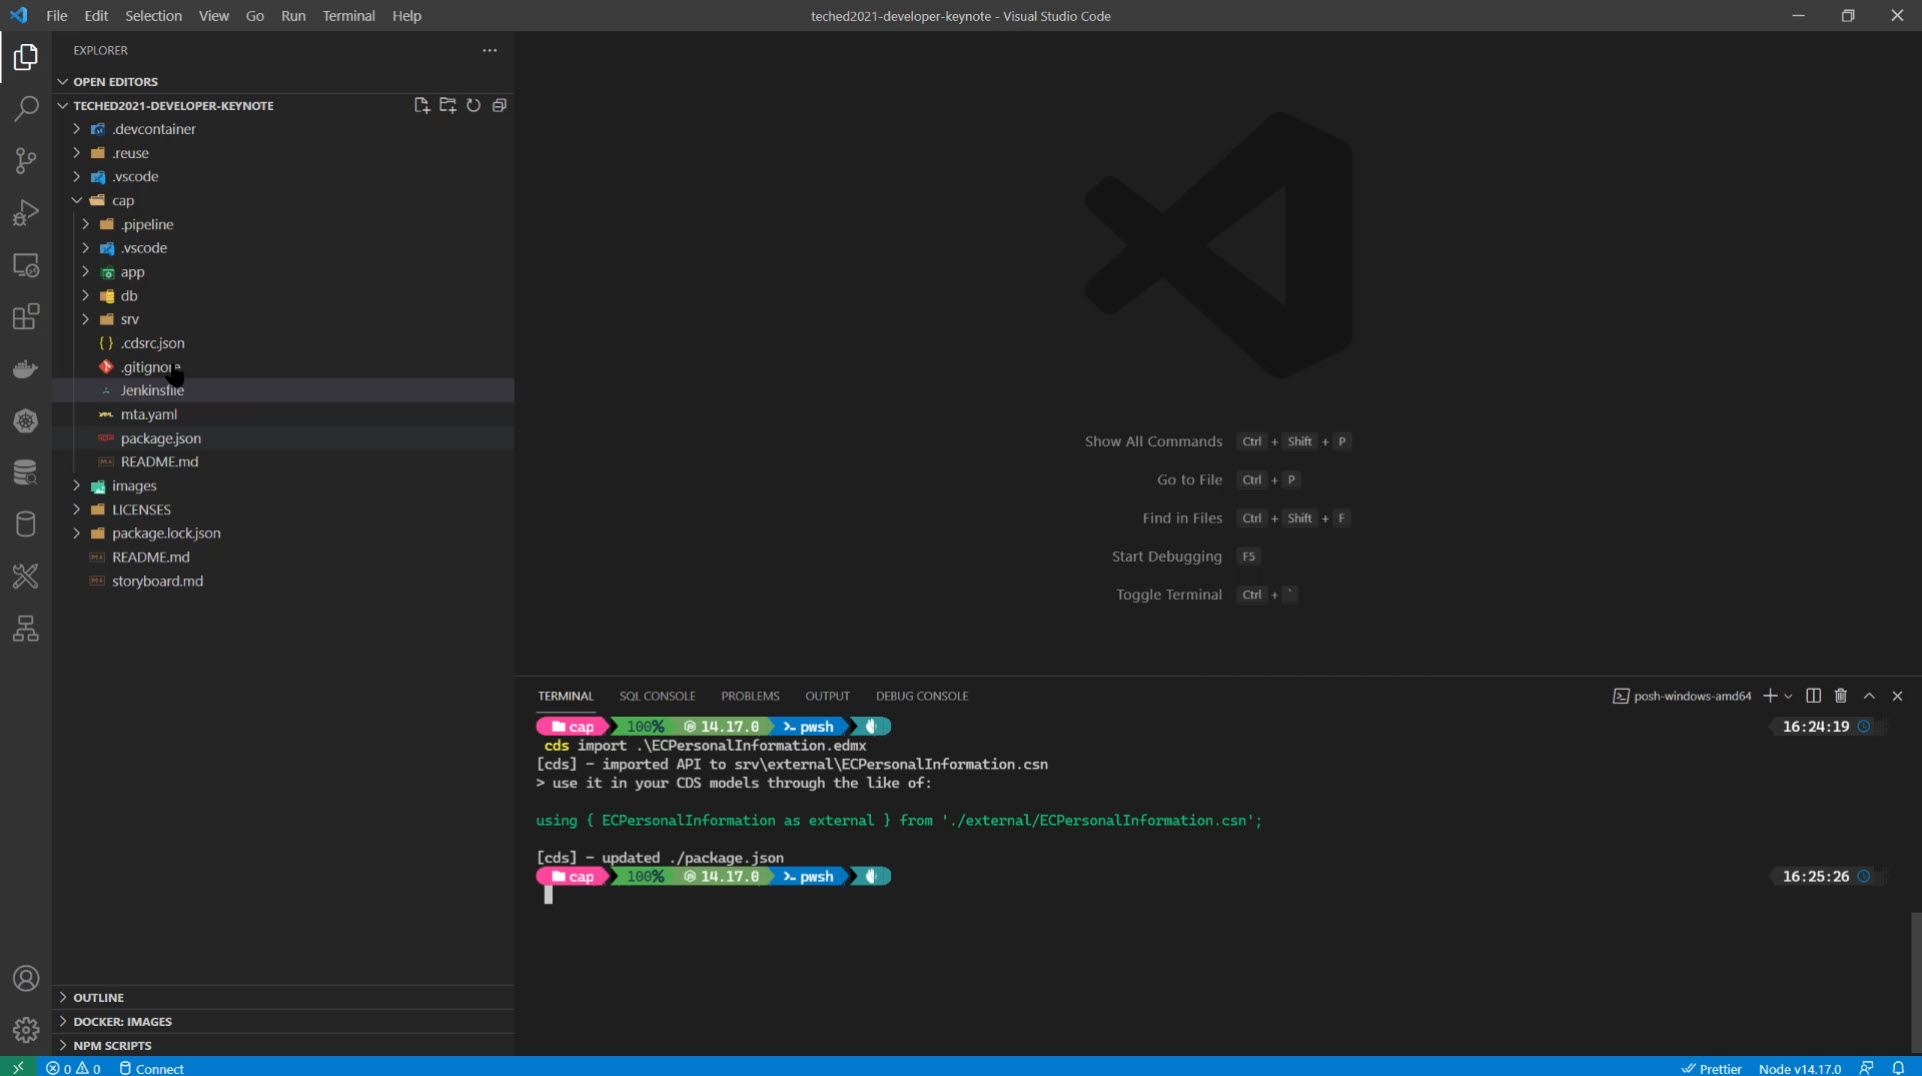 File Edit Selection View Go Run Terminal Help
teched2021-developer-keynote - Visual Studio Code
EXPLORER
OPEN EDITORS
TECHED2021-DEVELOPER-KEYNOTE
.devcontainer
.reuse
.vscode
cap
.pipeline
.vscode
app
db
srv
.cdsrc.json
.gitignore
Jenkinsfile
mta.yaml
package.json
README.md
images
LICENSES
package.lock.json
README.md
storyboard.md
OUTLINE
DOCKER: IMAGES
NPM SCRIPTS
Show All Commands Ctrl + Shift + P
Go to File Ctrl + P
Find in Files Ctrl + Shift + F
Start Debugging F5
Toggle Terminal Ctrl + `
TERMINAL SQL CONSOLE PROBLEMS OUTPUT DEBUG CONSOLE
posh-windows-amd64
cap 100% 14.17.0 pwsh 16:24:19
cds import .\ECPersonalInformation.edmx
[cds] - imported API to srv\external\ECPersonalInformation.csn
> use it in your CDS models through the like of:
using { ECPersonalInformation as external } from './external/ECPersonalInformation.csn';
[cds] - updated ./package.json
cap 100% 14.17.0 pwsh 16:25:26
0 0 Connect
Prettier Node v14.17.0